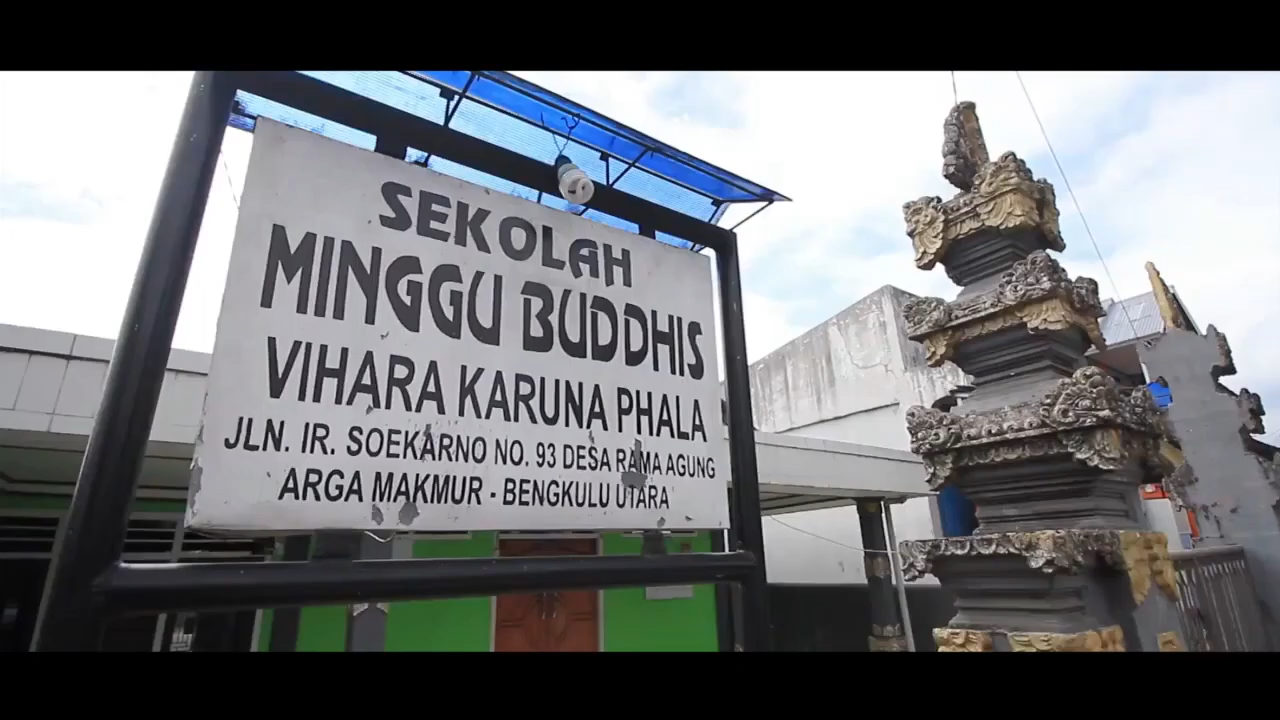 SEKOLAH
MINGGU BUDDHIS
VIHARA KARUNA PHALA
JLN. IR. SOEKARNO NO. 93 DESA RAMA AGUNG
ARGA MAKMUR - BENGKULU UTARA